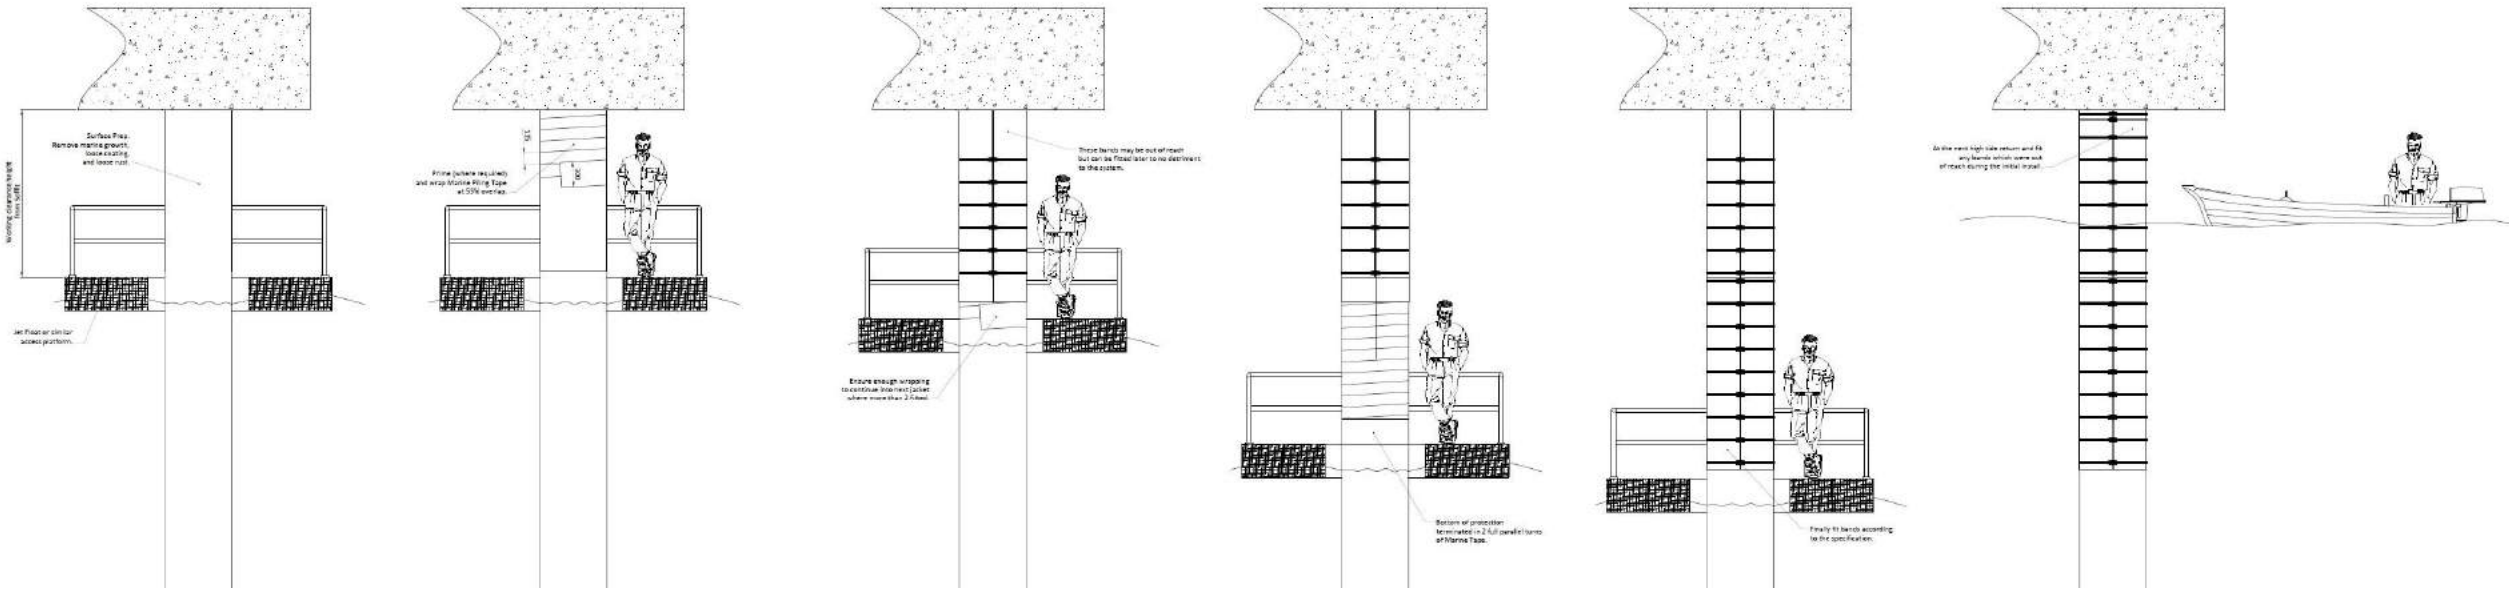 Working clearance height
from Soffit
Surface Prep.
Remove marine growth,
loose coating,
and loose rust.
Jet Float or similar
access platform.
Prime (where required)
and wrap Marine Piling Tape
at 55% overlap.
135
300
These bands may be out of reach
but can be fitted later to no detriment
to the system.
Ensure enough wrapping
to continue into next jacket
where more than 2 fitted.
Bottom of protection
terminated in 2 full parallel turns
of Marine Tape.
Finally fit bands according
to the specification.
At the next high tide return and fit
any bands which were out
of reach during the initial install.